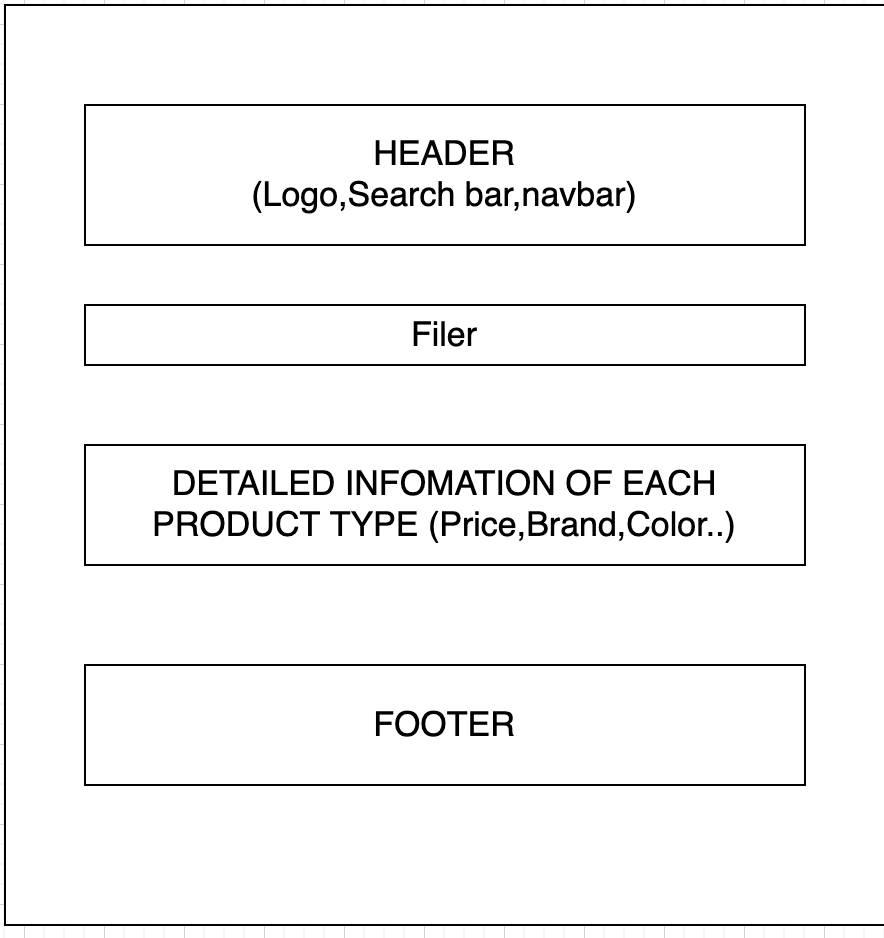 HEADER
(Logo,Search bar,navbar)
Filer
DETAILED INFOMATION OF EACH
PRODUCT TYPE (Price,Brand,Color..)
FOOTER